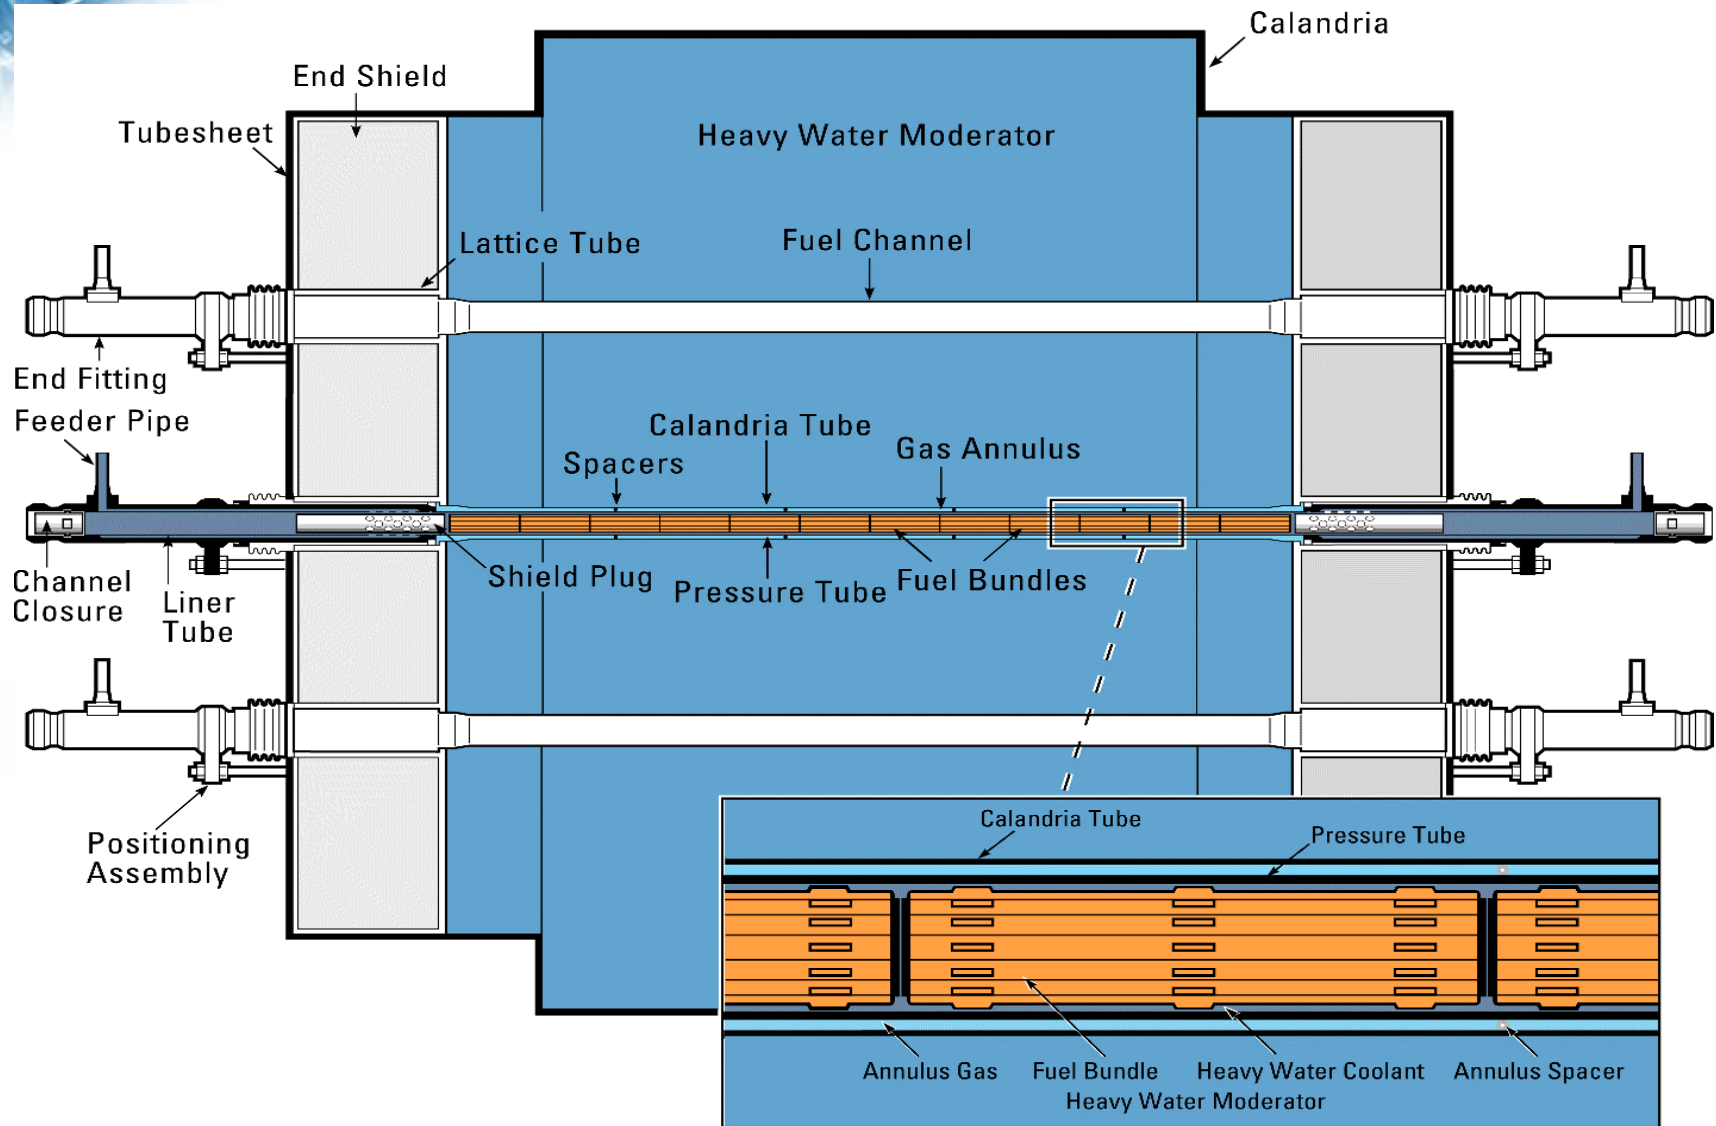 Calandria
End Shield
Tubesheet
Heavy Water Moderator
Lattice Tube
Fuel Channel
End Fitting
Feeder Pipe
Calandria Tube
Gas Annulus
Spacers
Channel
Closure
Liner
Tube
Shield Plug
Pressure Tube
Fuel Bundles
Positioning
Assembly
Calandria Tube
Pressure Tube
Annulus Gas
Fuel Bundle
Heavy Water Coolant
Annulus Spacer
Heavy Water Moderator